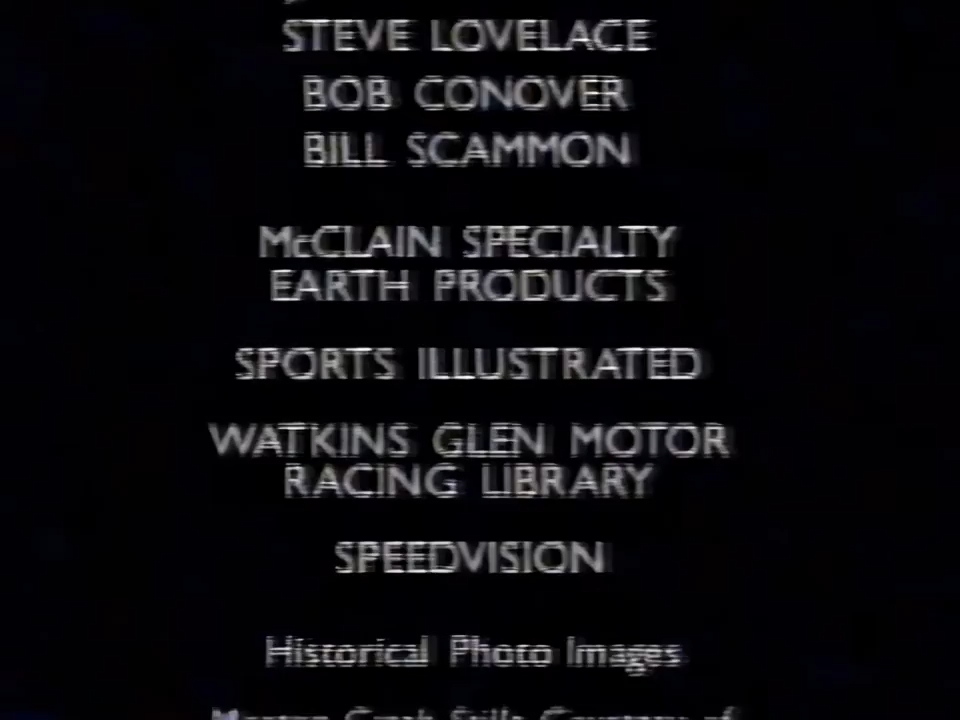 STEVE LOVELACE
BOB CONOVER
BILL SCAMMON
McCLAIN SPECIALTY
EARTH PRODUCTS
SPORTS ILLUSTRATED
WATKINS GLEN MOTOR
RACING LIBRARY
SPEEDVISION
Historical Photo Images